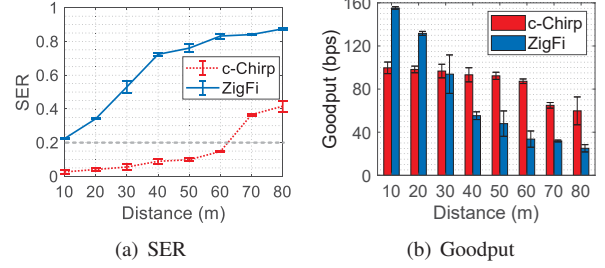 1
0.8
0.6
0.4
0.2
0
SER
c-Chirp
ZigFi
10 20 30 40 50 60 70 80
Distance (m)
(a) SER
160
120
80
40
0
Goodput (bps)
c-Chirp
ZigFi
10 20 30 40 50 60 70 80
Distance (m)
(b) Goodput